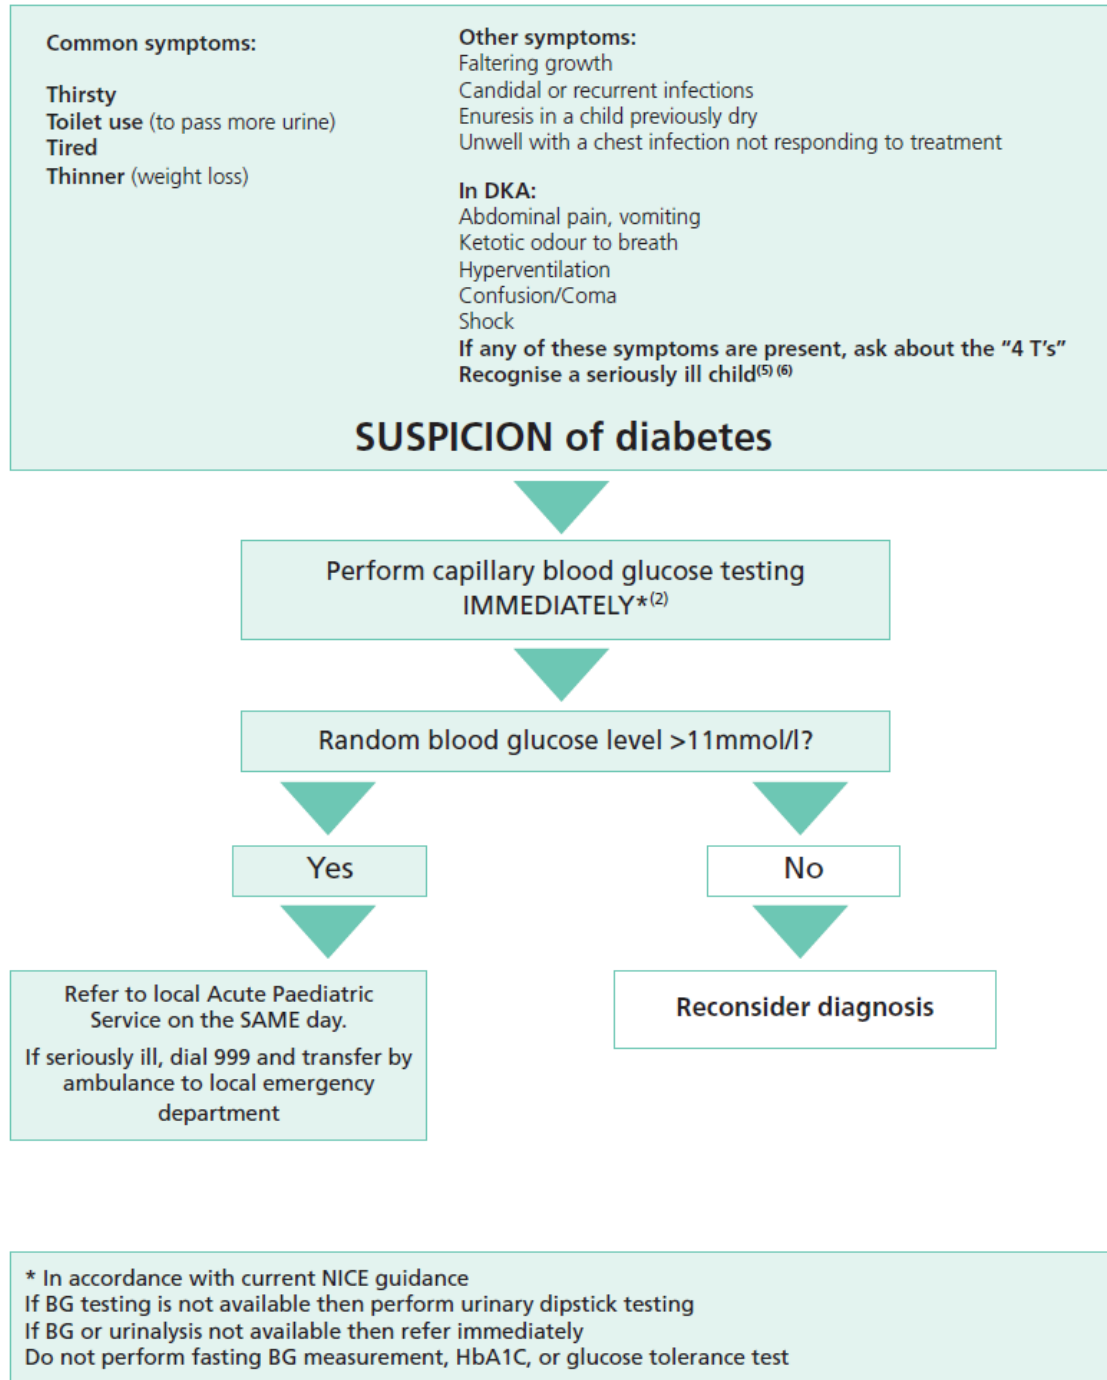 Common symptoms:
Thirsty
Toilet use (to pass more urine)
Tired
Thinner (weight loss)
Other symptoms:
Faltering growth
Candidal or recurrent infections
Enuresis in a child previously dry
Unwell with a chest infection not responding to treatment
In DKA:
Abdominal pain, vomiting
Ketotic odour to breath
Hyperventilation
Confusion/Coma
Shock
If any of these symptoms are present, ask about the “4 T’s”
Recognise a seriously ill child(5) (6)
SUSPICION of diabetes
Perform capillary blood glucose testing
IMMEDIATELY*(2)
Random blood glucose level >11mmol/l?
Yes
No
Refer to local Acute Paediatric
Service on the SAME day.
If seriously ill, dial 999 and transfer by
ambulance to local emergency
department
Reconsider diagnosis
* In accordance with current NICE guidance
If BG testing is not available then perform urinary dipstick testing
If BG or urinalysis not available then refer immediately
Do not perform fasting BG measurement, HbA1C, or glucose tolerance test